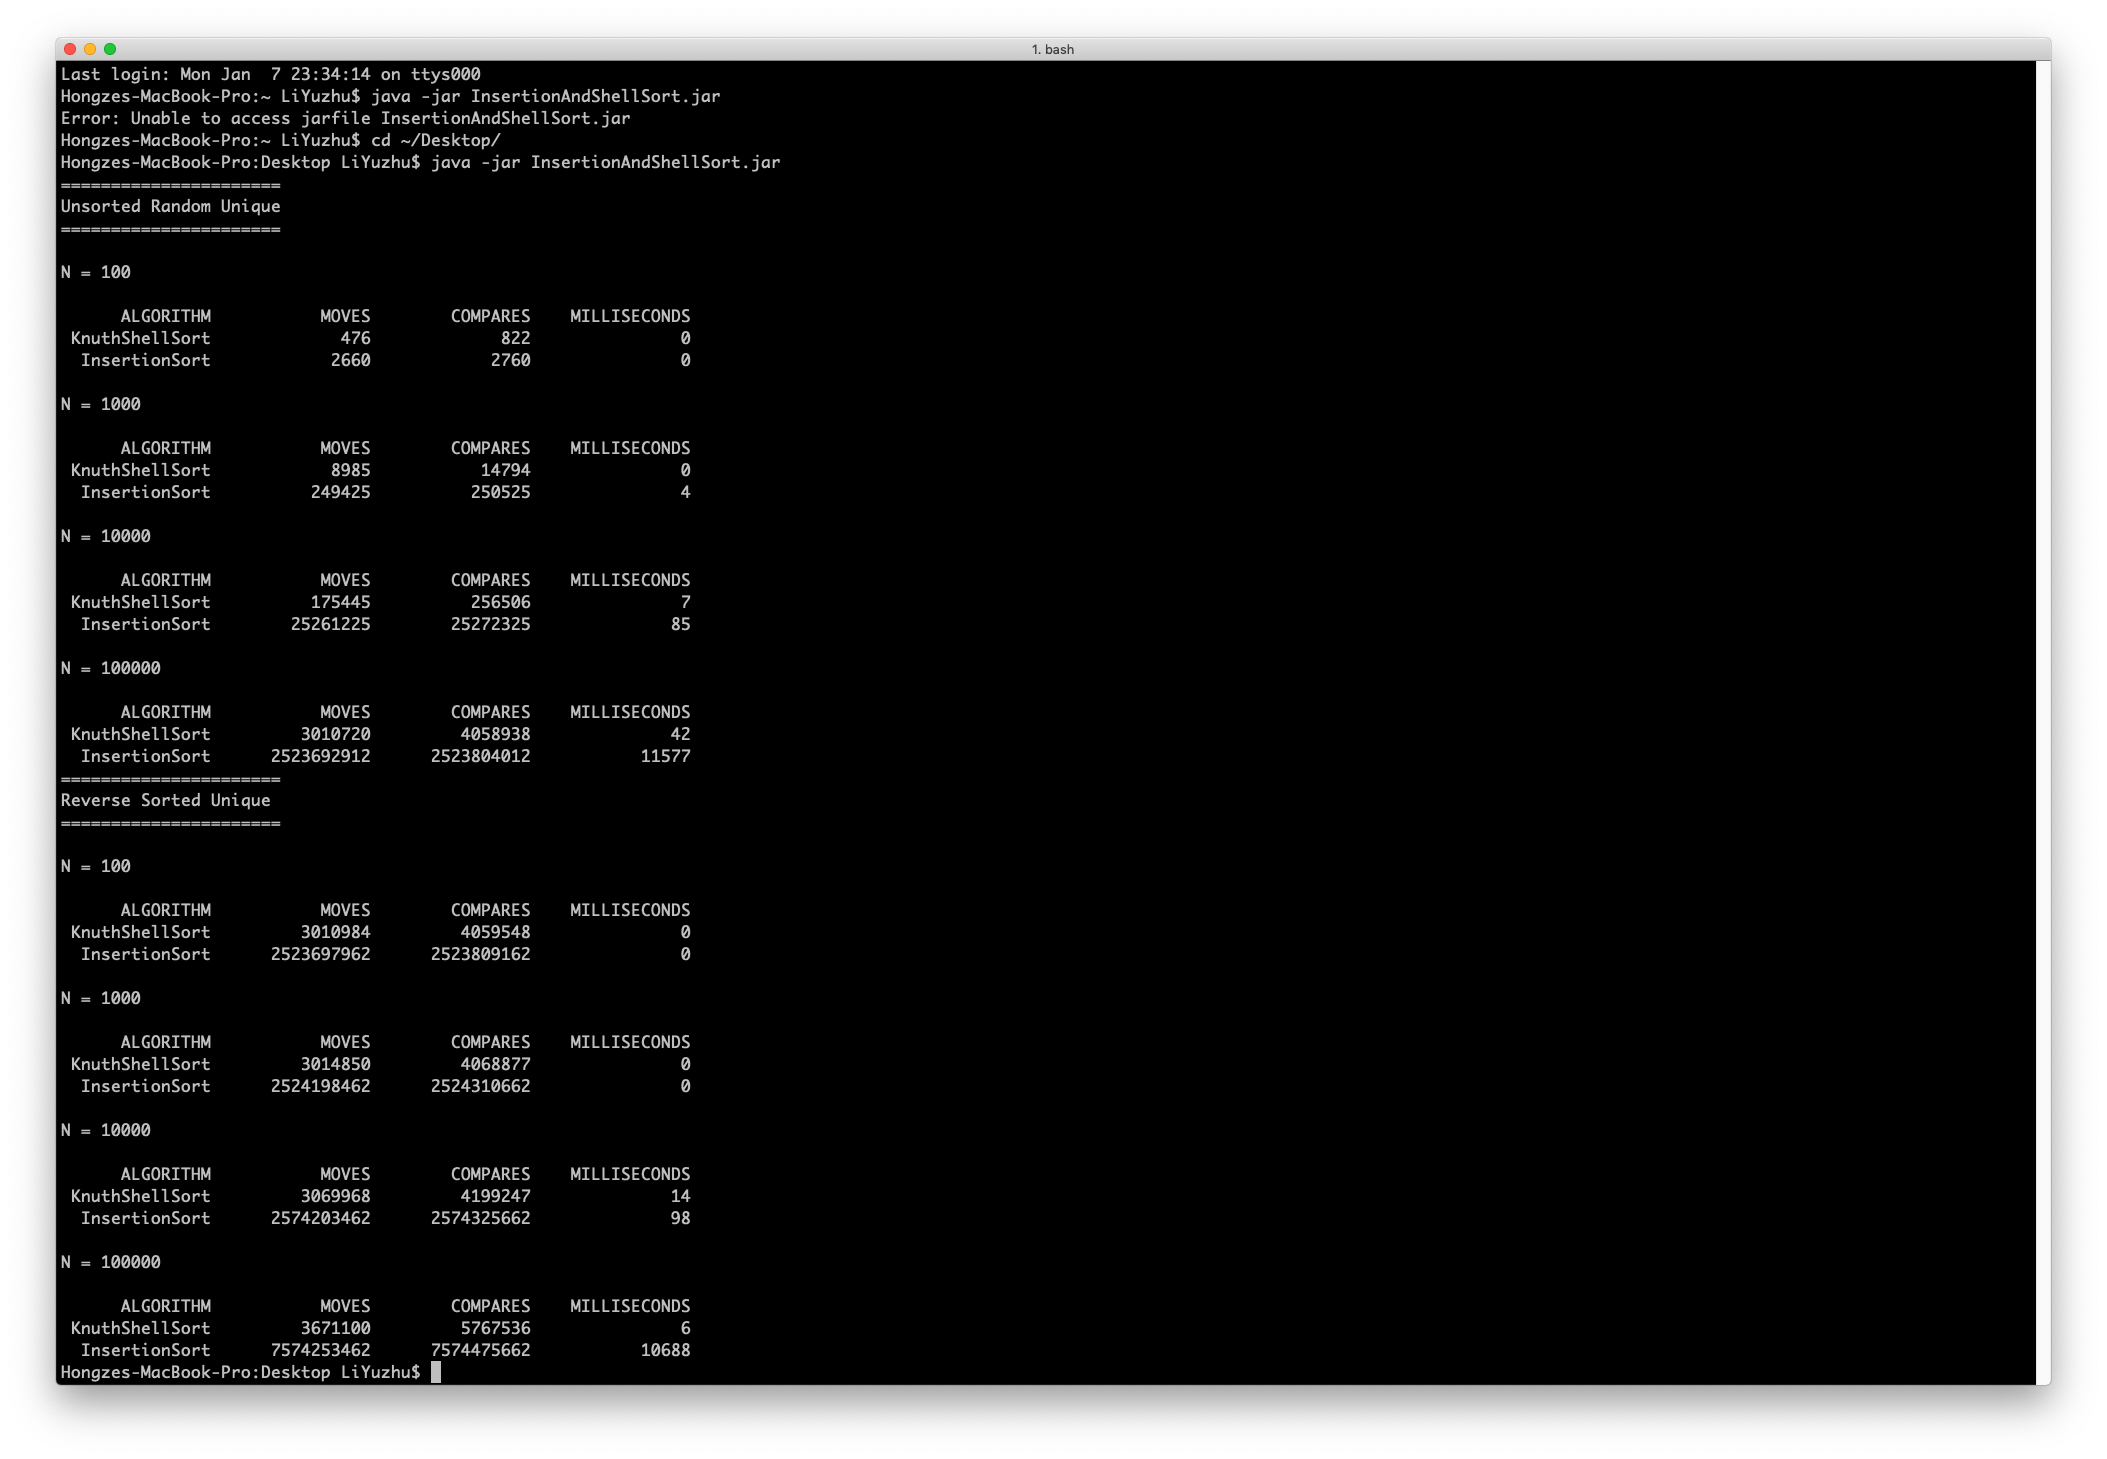 1. bash
Last login: Mon Jan  7 23:34:14 on ttys000
Hongzes-MacBook-Pro:~ LiYuzhu$ java -jar InsertionAndShellSort.jar
Error: Unable to access jarfile InsertionAndShellSort.jar
Hongzes-MacBook-Pro:~ LiYuzhu$ cd ~/Desktop/
Hongzes-MacBook-Pro:Desktop LiYuzhu$ java -jar InsertionAndShellSort.jar
======================
Unsorted Random Unique
======================
N = 100
ALGORITHM MOVES COMPARES MILLISECONDS
KnuthShellSort 476 822 0
InsertionSort 2660 2760 0
N = 1000
ALGORITHM MOVES COMPARES MILLISECONDS
KnuthShellSort 8985 14794 0
InsertionSort 249425 250525 4
N = 10000
ALGORITHM MOVES COMPARES MILLISECONDS
KnuthShellSort 175445 256506 7
InsertionSort 25261225 25272325 85
N = 100000
ALGORITHM MOVES COMPARES MILLISECONDS
KnuthShellSort 3010720 4058938 42
InsertionSort 2523692912 2523804012 11577
======================
Reverse Sorted Unique
======================
N = 100
ALGORITHM MOVES COMPARES MILLISECONDS
KnuthShellSort 3010984 4059548 0
InsertionSort 2523697962 2523809162 0
N = 1000
ALGORITHM MOVES COMPARES MILLISECONDS
KnuthShellSort 3014850 4068877 0
InsertionSort 2524198462 2524310662 0
N = 10000
ALGORITHM MOVES COMPARES MILLISECONDS
KnuthShellSort 3069968 4199247 14
InsertionSort 2574203462 2574325662 98
N = 100000
ALGORITHM MOVES COMPARES MILLISECONDS
KnuthShellSort 3671100 5767536 6
InsertionSort 7574253462 7574475662 10688
Hongzes-MacBook-Pro:Desktop LiYuzhu$